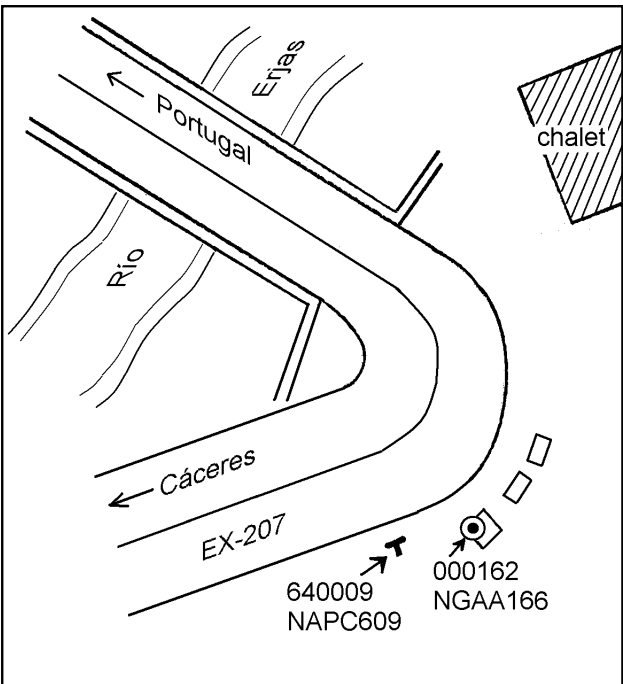 Erjas
Portugal
chalet
Río
Cáceres
EX-207
640009
NAPC609
000162
NGAA166